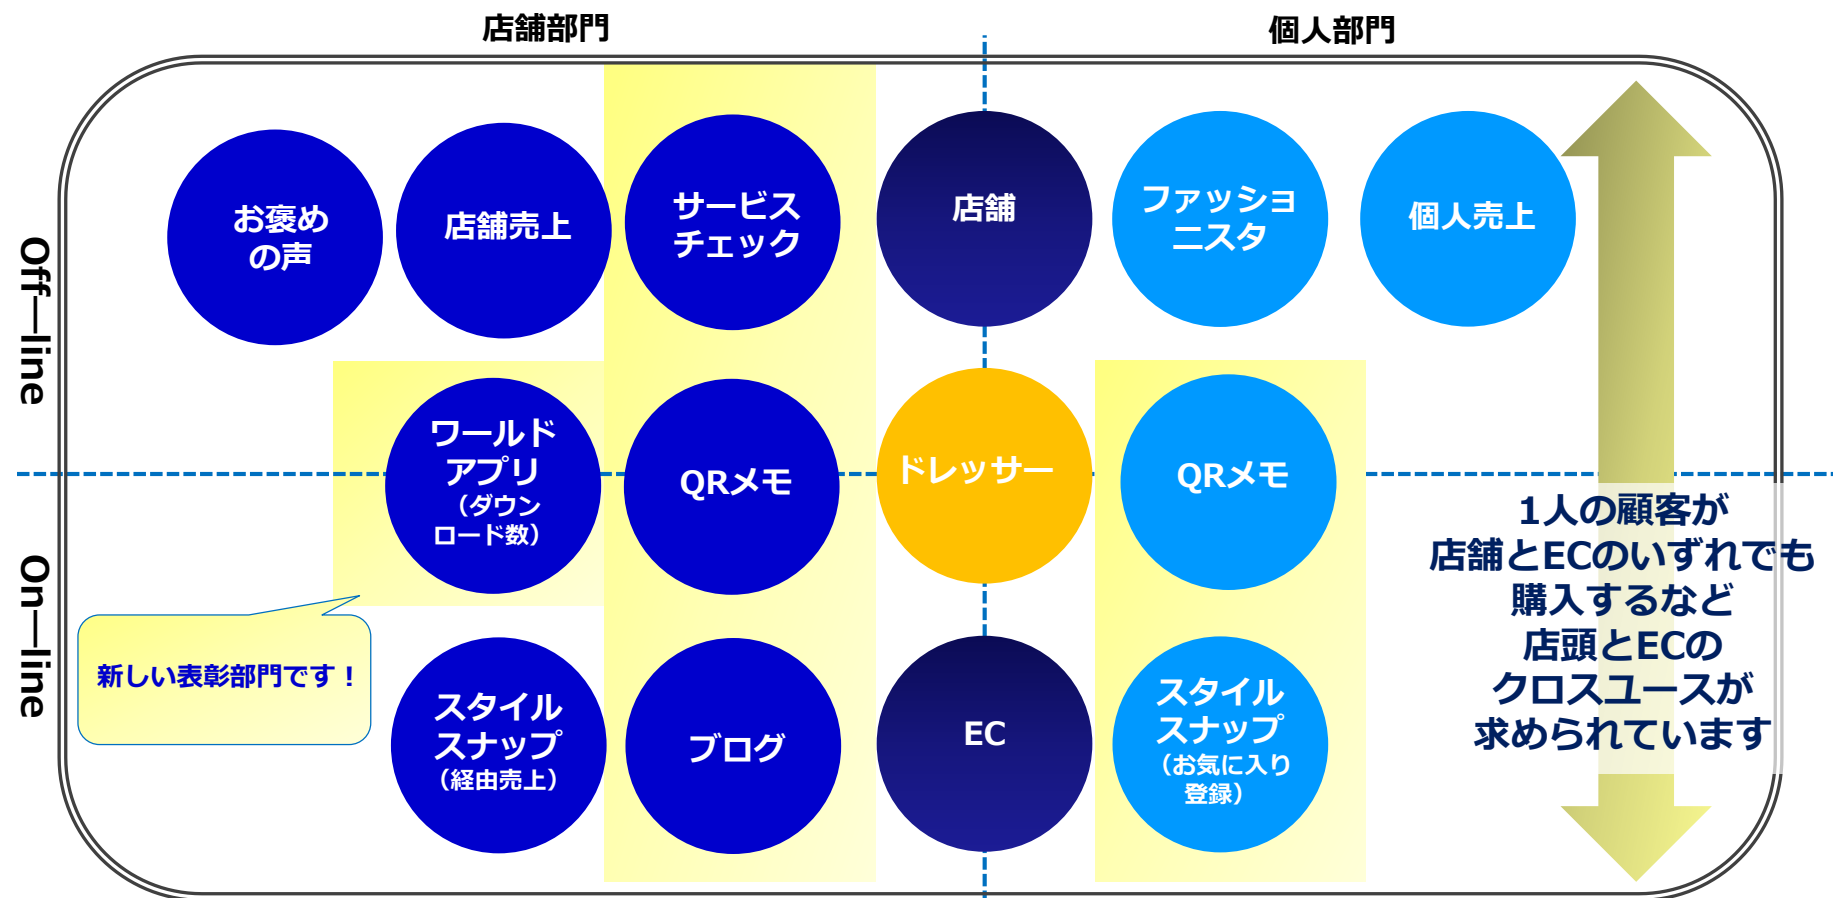 店舗部門
個人部門
Off―line
お褒め
の声
店舗売上
サービス
チェック
店舗
ファッショ
ニスタ
個人売上
ワールド
アプリ
（ダウン
ロード数）
QRメモ
ドレッサー
QRメモ
On―line
新しい表彰部門です！
スタイル
スナップ
（経由売上）
ブログ
EC
スタイル
スナップ
（お気に入り
登録）
1人の顧客が
店舗とECのいずれでも
購入するなど
店頭とECの
クロスユースが
求められています